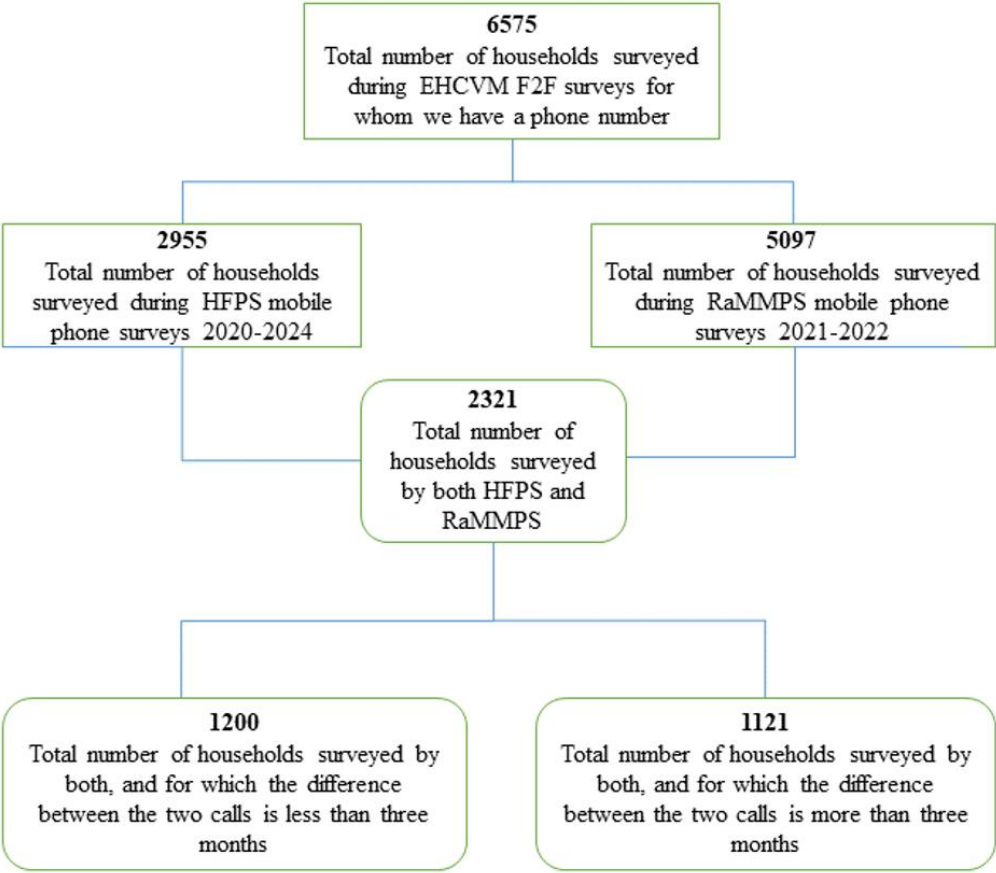 6575
Total number of households surveyed
during EHCVM F2F surveys for
whom we have a phone number
2955
Total number of households
surveyed during HFPS mobile
phone surveys 2020-2024
5097
Total number of households surveyed
during RaMMPS mobile phone
surveys 2021-2022
2321
Total number of
households surveyed
by both HFPS and
RaMMPS
1200
Total number of households surveyed by
both, and for which the difference
between the two calls is less than three
months
1121
Total number of households surveyed by
both, and for which the difference
between the two calls is more than three
months